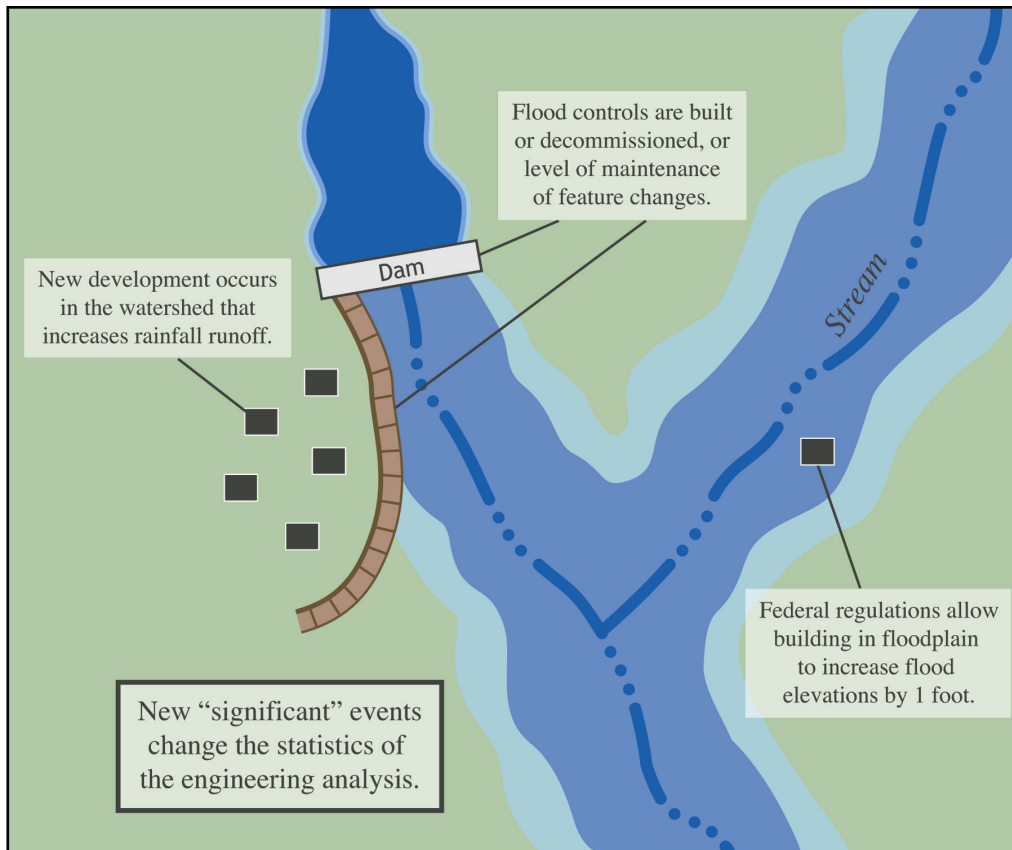 Flood controls are built
or decommissioned, or
level of maintenance
of feature changes.
Dam
New development occurs
in the watershed that
increases rainfall runoff.
Stream
Federal regulations allow
building in floodplain
to increase flood
elevations by 1 foot.
New “significant” events
change the statistics of
the engineering analysis.